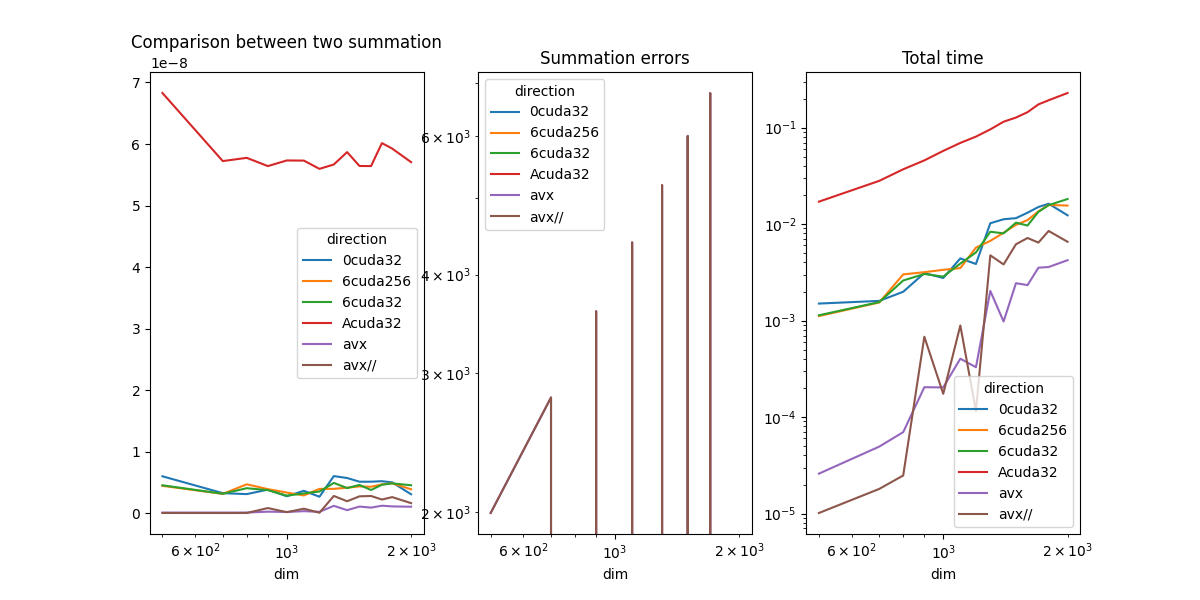 Comparison between two summation
1e−8
7
6
5
4
3
2
1
0
direction
0cuda32
6cuda256
6cuda32
Acuda32
avx
avx//
6 × 10²
10³
2 × 10³
dim
Summation errors
6 × 10³
4 × 10³
3 × 10³
2 × 10³
direction
0cuda32
6cuda256
6cuda32
Acuda32
avx
avx//
6 × 10²
10³
2 × 10³
dim
Total time
10⁻¹
10⁻²
10⁻³
10⁻⁴
10⁻⁵
direction
0cuda32
6cuda256
6cuda32
Acuda32
avx
avx//
6 × 10²
10³
2 × 10³
dim